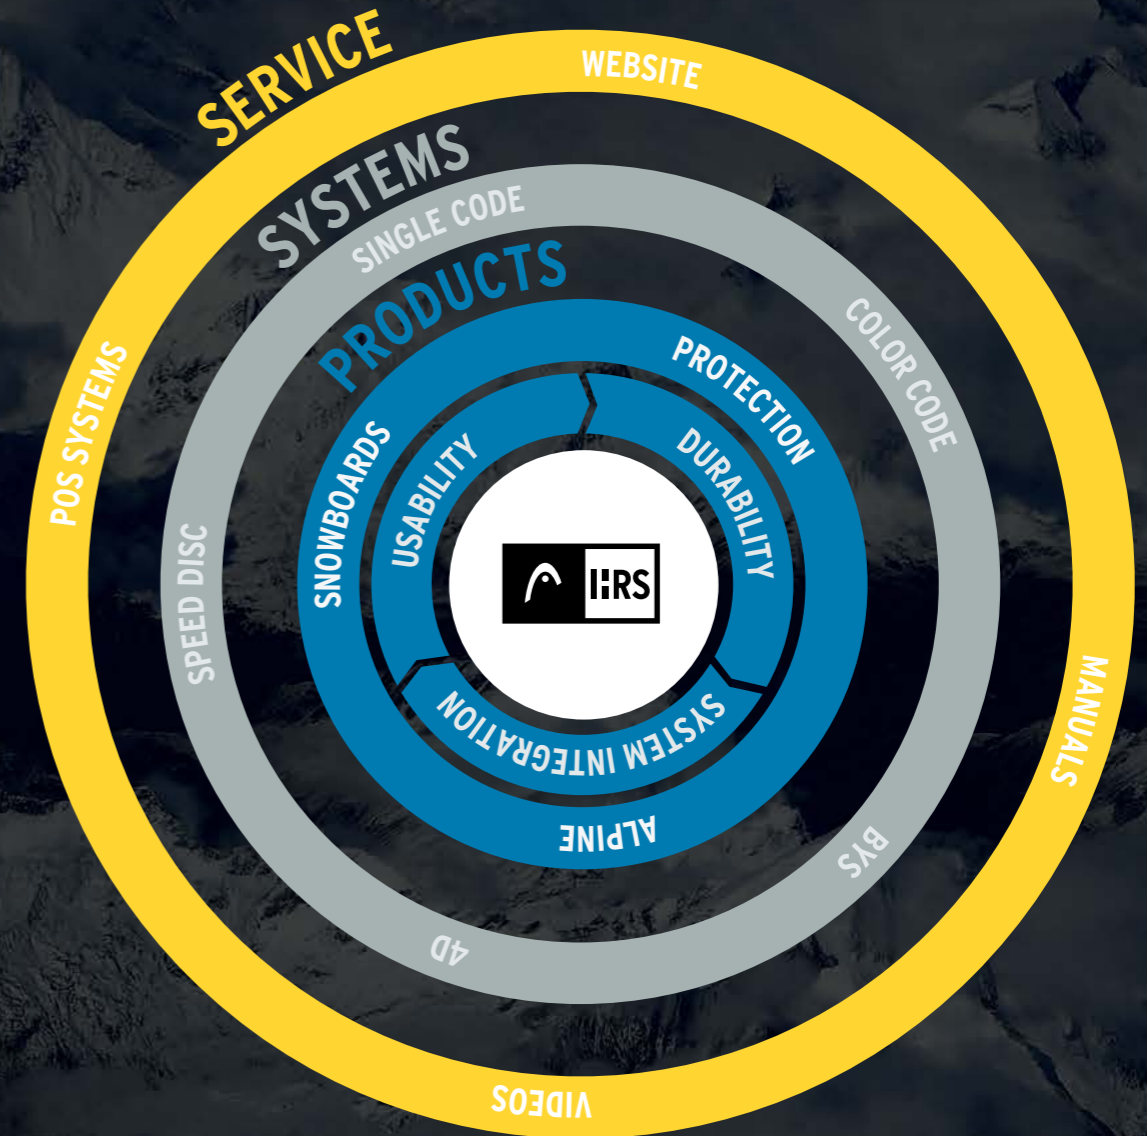 SERVICE
WEBSITE
MANUALS
VIDEOS
POS SYSTEMS
SYSTEMS
SINGLE CODE
COLOR CODE
BYS
4D
SPEED DISC
PRODUCTS
PROTECTION
ALPINE
SNOWBOARDS
USABILITY
DURABILITY
SYSTEM INTEGRATION
HRS